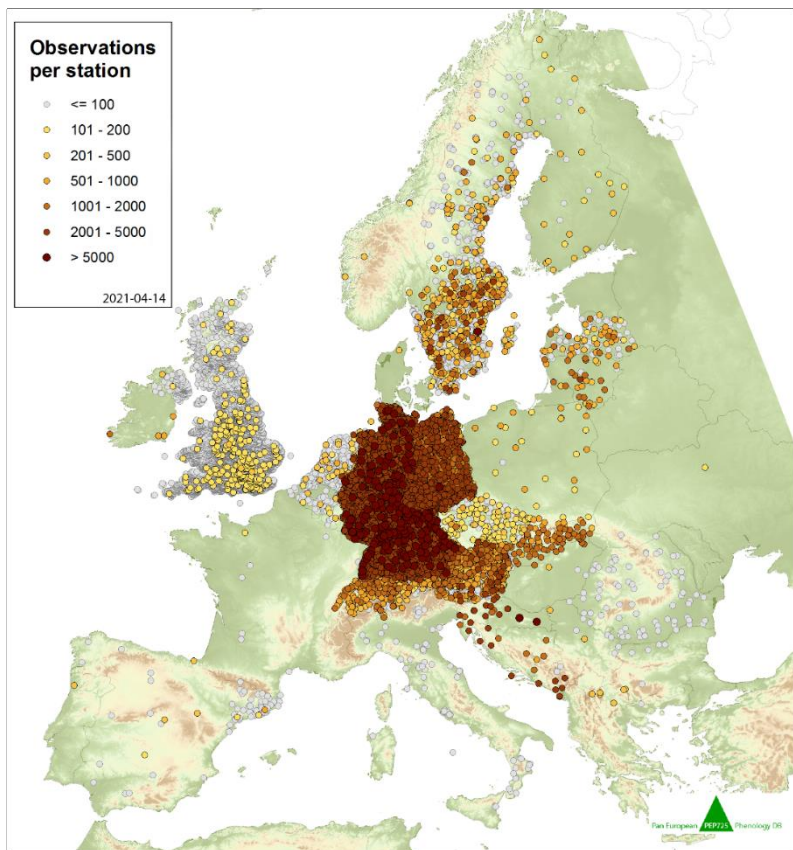 Observations
per station
<= 100
101 - 200
201 - 500
501 - 1000
1001 - 2000
2001 - 5000
> 5000
2021-04-14
Pan European PEP725 Phenology DB